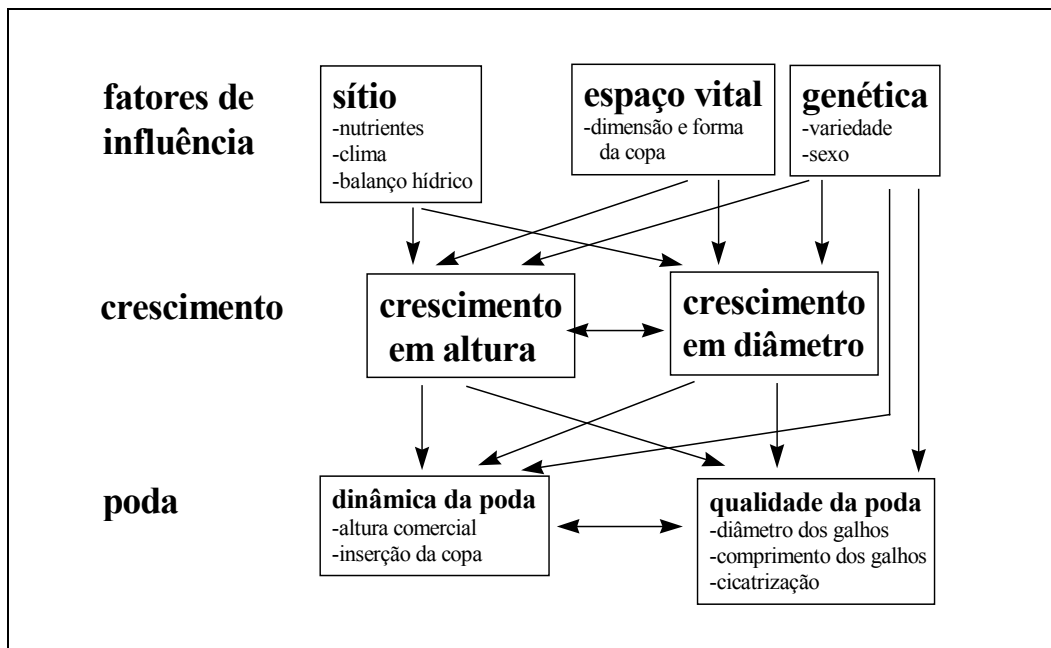 fatores de
influência
sítio
-nutrientes
-clima
-balanço hídrico
espaço vital
-dimensão e forma
da copa
genética
-variedade
-sexo
crescimento
crescimento
em altura
crescimento
em diâmetro
poda
dinâmica da poda
-altura comercial
-inserção da copa
qualidade da poda
-diâmetro dos galhos
-comprimento dos galhos
-cicatrização